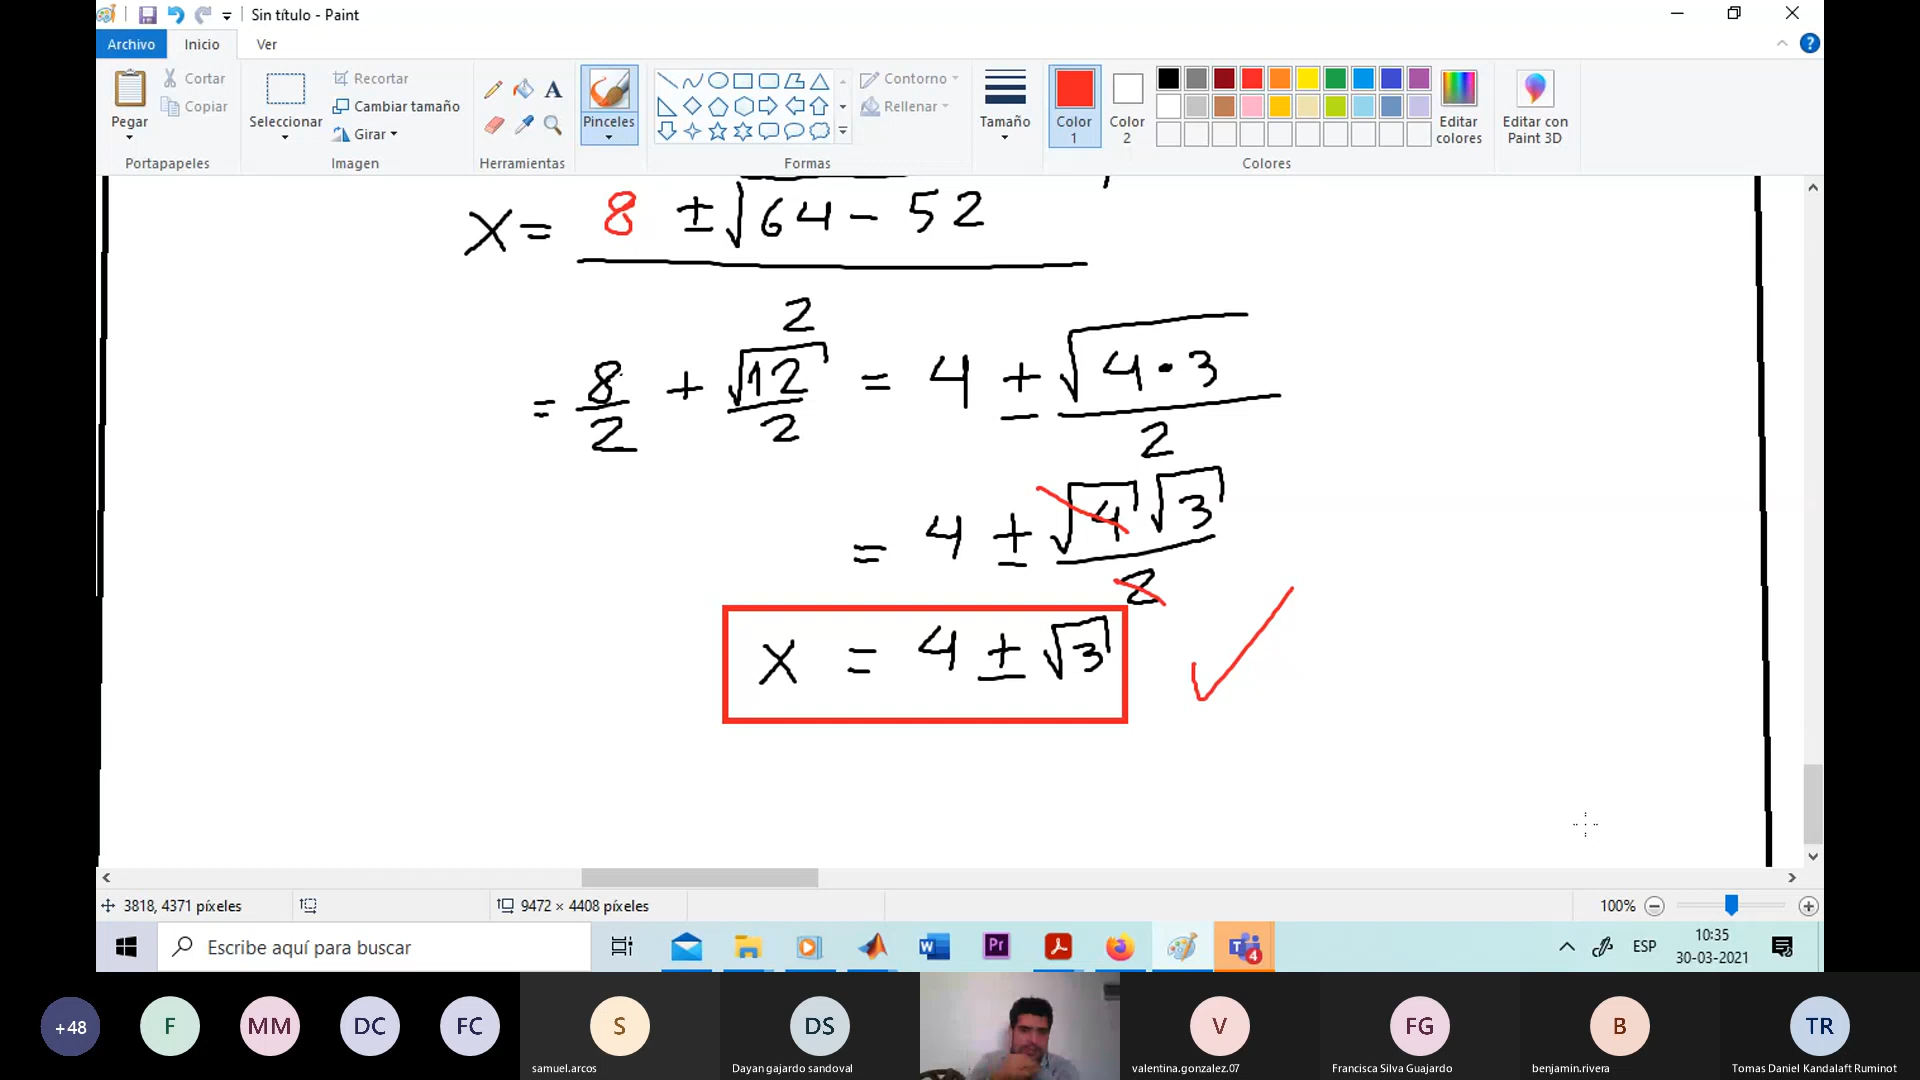 Sin título - Paint
Archivo Inicio Ver
Pegar
Cortar
Copiar
Portapapeles
Seleccionar
Recortar
Cambiar tamaño
Girar
Imagen
A
Herramientas
Pinceles
Contorno
Rellenar
Formas
Tamaño
Color 1
Color 2
Editar colores
Colores
Editar con Paint 3D
X = 8 ± √64 - 52
2
= 8/2 + √12/2 = 4 ± √4·3/2
= 4 ± √4 √3/2
x = 4 ± √3
3818, 4371 píxeles
9472 × 4408 píxeles
100%
Escribe aquí para buscar
W
Pr
4
ESP
10:35
30-03-2021
+48 F MM DC FC S DS V FG B TR
samuel.arcos
Dayan gajardo sandoval
valentina.gonzalez.07
Francisca Silva Guajardo
benjamin.rivera
Tomas Daniel Kandalaft Ruminot